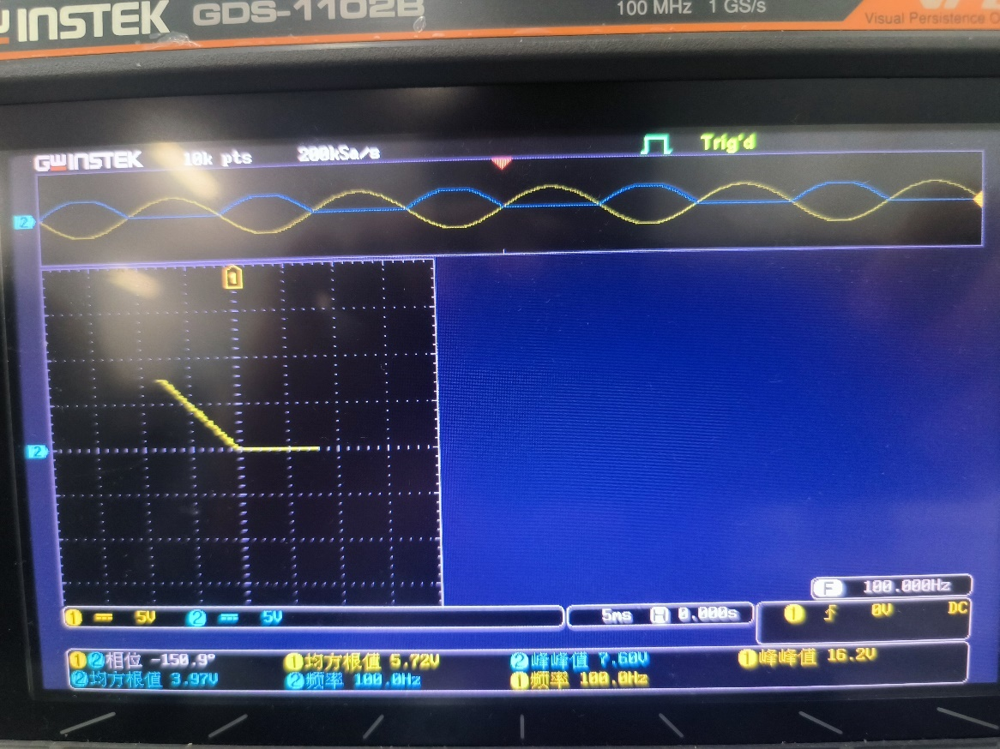 GWINSTEK GDS-1102B 100 MHz 1 GS/s
Visual Persistence
GWINSTEK 10k pts 200kSa/s Trig'd
2
1
2
F 100.000Hz
1 5V 2 5V 5ms H 0.000s 1 0V DC
12相位 -150.9° 1均方根值 5.72V 2峰峰值 7.60V 1峰峰值 16.2V
2均方根值 3.97V 2频率 100.0Hz 1频率 100.0Hz